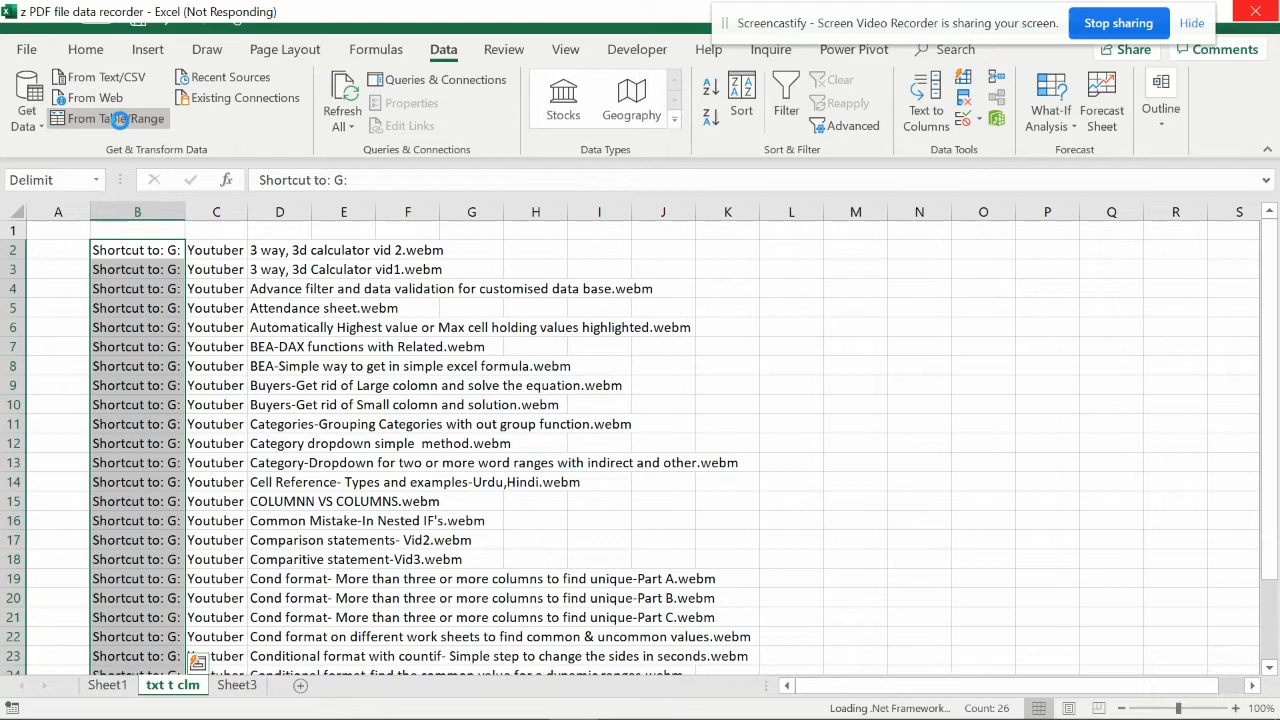 z PDF file data recorder - Excel (Not Responding)
Screencastify - Screen Video Recorder is sharing your screen.
Stop sharing
Hide
File Home Insert Draw Page Layout Formulas Data Review View Developer Help Inquire Power Pivot Search Share Comments
Get Data
From Text/CSV
From Web
From Table/Range
Recent Sources
Existing Connections
Refresh All
Queries & Connections
Properties
Edit Links
Stocks
Geography
Sort
Filter
Clear
Reapply
Advanced
Text to Columns
What-If Analysis
Forecast Sheet
Outline
Get & Transform Data
Queries & Connections
Data Types
Sort & Filter
Data Tools
Forecast
Delimit
fx
Shortcut to: G:
A B C D E F G H I J K L M N O P Q R S
1
2 Shortcut to: G: Youtuber 3 way, 3d calculator vid 2.webm
3 Shortcut to: G: Youtuber 3 way, 3d Calculator vid1.webm
4 Shortcut to: G: Youtuber Advance filter and data validation for customised data base.webm
5 Shortcut to: G: Youtuber Attendance sheet.webm
6 Shortcut to: G: Youtuber Automatically Highest value or Max cell holding values highlighted.webm
7 Shortcut to: G: Youtuber BEA-DAX functions with Related.webm
8 Shortcut to: G: Youtuber BEA-Simple way to get in simple excel formula.webm
9 Shortcut to: G: Youtuber Buyers-Get rid of Large colomn and solve the equation.webm
10 Shortcut to: G: Youtuber Buyers-Get rid of Small colomn and solution.webm
11 Shortcut to: G: Youtuber Categories-Grouping Categories with out group function.webm
12 Shortcut to: G: Youtuber Category dropdown simple  method.webm
13 Shortcut to: G: Youtuber Category-Dropdown for two or more word ranges with indirect and other.webm
14 Shortcut to: G: Youtuber Cell Reference- Types and examples-Urdu,Hindi.webm
15 Shortcut to: G: Youtuber COLUMNN VS COLUMNS.webm
16 Shortcut to: G: Youtuber Common Mistake-In Nested IF's.webm
17 Shortcut to: G: Youtuber Comparison statements- Vid2.webm
18 Shortcut to: G: Youtuber Comparitive statement-Vid3.webm
19 Shortcut to: G: Youtuber Cond format- More than three or more columns to find unique-Part A.webm
20 Shortcut to: G: Youtuber Cond format- More than three or more columns to find unique-Part B.webm
21 Shortcut to: G: Youtuber Cond format- More than three or more columns to find unique-Part C.webm
22 Shortcut to: G: Youtuber Cond format on different work sheets to find common & uncommon values.webm
23 Shortcut to: G: Youtuber Conditional format with countif- Simple step to change the sides in seconds.webm
24 Shortcut to: G: Youtuber Conditional format find the common value for a dynamic ranges.webm
Sheet1 txt t clm Sheet3
Loading .Net Framework... Count: 26 100%